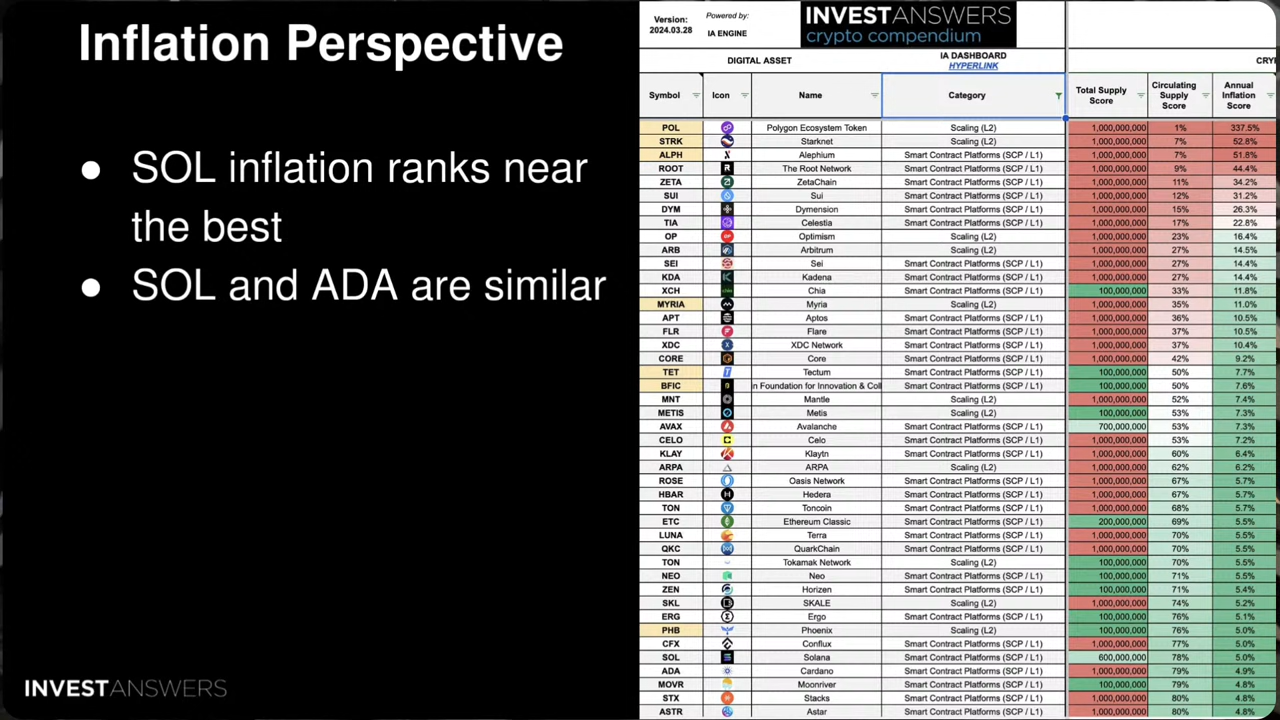 Inflation Perspective
● SOL inflation ranks near
the best
● SOL and ADA are similar
INVESTANSWERS
Version:
2024.03.28
Powered by:
IA ENGINE
INVESTANSWERS
crypto compendium
DIGITAL ASSET
IA DASHBOARD
HYPERLINK
CRY
Symbol Icon Name Category Total Supply Score Circulating Supply Score Annual Inflation Score
POL Polygon Ecosystem Token Scaling (L2) 1,000,000,000 1% 337.5%
STRK Starknet Scaling (L2) 1,000,000,000 7% 52.8%
ALPH Alephium Smart Contract Platforms (SCP / L1) 1,000,000,000 7% 51.8%
ROOT The Root Network Smart Contract Platforms (SCP / L1) 1,000,000,000 9% 44.4%
ZETA ZetaChain Smart Contract Platforms (SCP / L1) 1,000,000,000 11% 34.2%
SUI Sui Smart Contract Platforms (SCP / L1) 1,000,000,000 12% 31.2%
DYM Dymension Smart Contract Platforms (SCP / L1) 1,000,000,000 15% 26.3%
TIA Celestia Smart Contract Platforms (SCP / L1) 1,000,000,000 17% 22.8%
OP Optimism Scaling (L2) 1,000,000,000 23% 16.4%
ARB Arbitrum Scaling (L2) 1,000,000,000 27% 14.5%
SEI Sei Smart Contract Platforms (SCP / L1) 1,000,000,000 27% 14.4%
KDA Kadena Smart Contract Platforms (SCP / L1) 1,000,000,000 27% 14.4%
XCH Chia Smart Contract Platforms (SCP / L1) 100,000,000 33% 11.8%
MYRIA Myria Scaling (L2) 1,000,000,000 35% 11.0%
APT Aptos Smart Contract Platforms (SCP / L1) 1,000,000,000 36% 10.5%
FLR Flare Smart Contract Platforms (SCP / L1) 1,000,000,000 37% 10.5%
XDC XDC Network Smart Contract Platforms (SCP / L1) 1,000,000,000 37% 10.4%
CORE Core Smart Contract Platforms (SCP / L1) 1,000,000,000 42% 9.2%
TET Tectum Smart Contract Platforms (SCP / L1) 100,000,000 50% 7.7%
BFIC n Foundation for Innovation & Coll Smart Contract Platforms (SCP / L1) 100,000,000 50% 7.6%
MNT Mantle Scaling (L2) 1,000,000,000 52% 7.4%
METIS Metis Scaling (L2) 100,000,000 53% 7.3%
AVAX Avalanche Smart Contract Platforms (SCP / L1) 700,000,000 53% 7.3%
CELO Celo Smart Contract Platforms (SCP / L1) 1,000,000,000 53% 7.2%
KLAY Klaytn Smart Contract Platforms (SCP / L1) 1,000,000,000 60% 6.4%
ARPA ARPA Scaling (L2) 1,000,000,000 62% 6.2%
ROSE Oasis Network Smart Contract Platforms (SCP / L1) 1,000,000,000 67% 5.7%
HBAR Hedera Smart Contract Platforms (SCP / L1) 1,000,000,000 67% 5.7%
TON Toncoin Smart Contract Platforms (SCP / L1) 1,000,000,000 68% 5.7%
ETC Ethereum Classic Smart Contract Platforms (SCP / L1) 200,000,000 69% 5.5%
LUNA Terra Smart Contract Platforms (SCP / L1) 1,000,000,000 70% 5.5%
QKC QuarkChain Smart Contract Platforms (SCP / L1) 1,000,000,000 70% 5.5%
TON Tokamak Network Scaling (L2) 100,000,000 70% 5.5%
NEO Neo Smart Contract Platforms (SCP / L1) 100,000,000 71% 5.5%
ZEN Horizen Smart Contract Platforms (SCP / L1) 100,000,000 71% 5.4%
SKL SKALE Scaling (L2) 1,000,000,000 74% 5.2%
ERG Ergo Smart Contract Platforms (SCP / L1) 100,000,000 76% 5.1%
PHB Phoenix Scaling (L2) 100,000,000 76% 5.0%
CFX Conflux Smart Contract Platforms (SCP / L1) 1,000,000,000 77% 5.0%
SOL Solana Smart Contract Platforms (SCP / L1) 600,000,000 78% 5.0%
ADA Cardano Smart Contract Platforms (SCP / L1) 1,000,000,000 79% 4.9%
MOVR Moonriver Smart Contract Platforms (SCP / L1) 100,000,000 79% 4.8%
STX Stacks Smart Contract Platforms (SCP / L1) 1,000,000,000 80% 4.8%
ASTR Astar Smart Contract Platforms (SCP / L1) 1,000,000,000 80% 4.8%